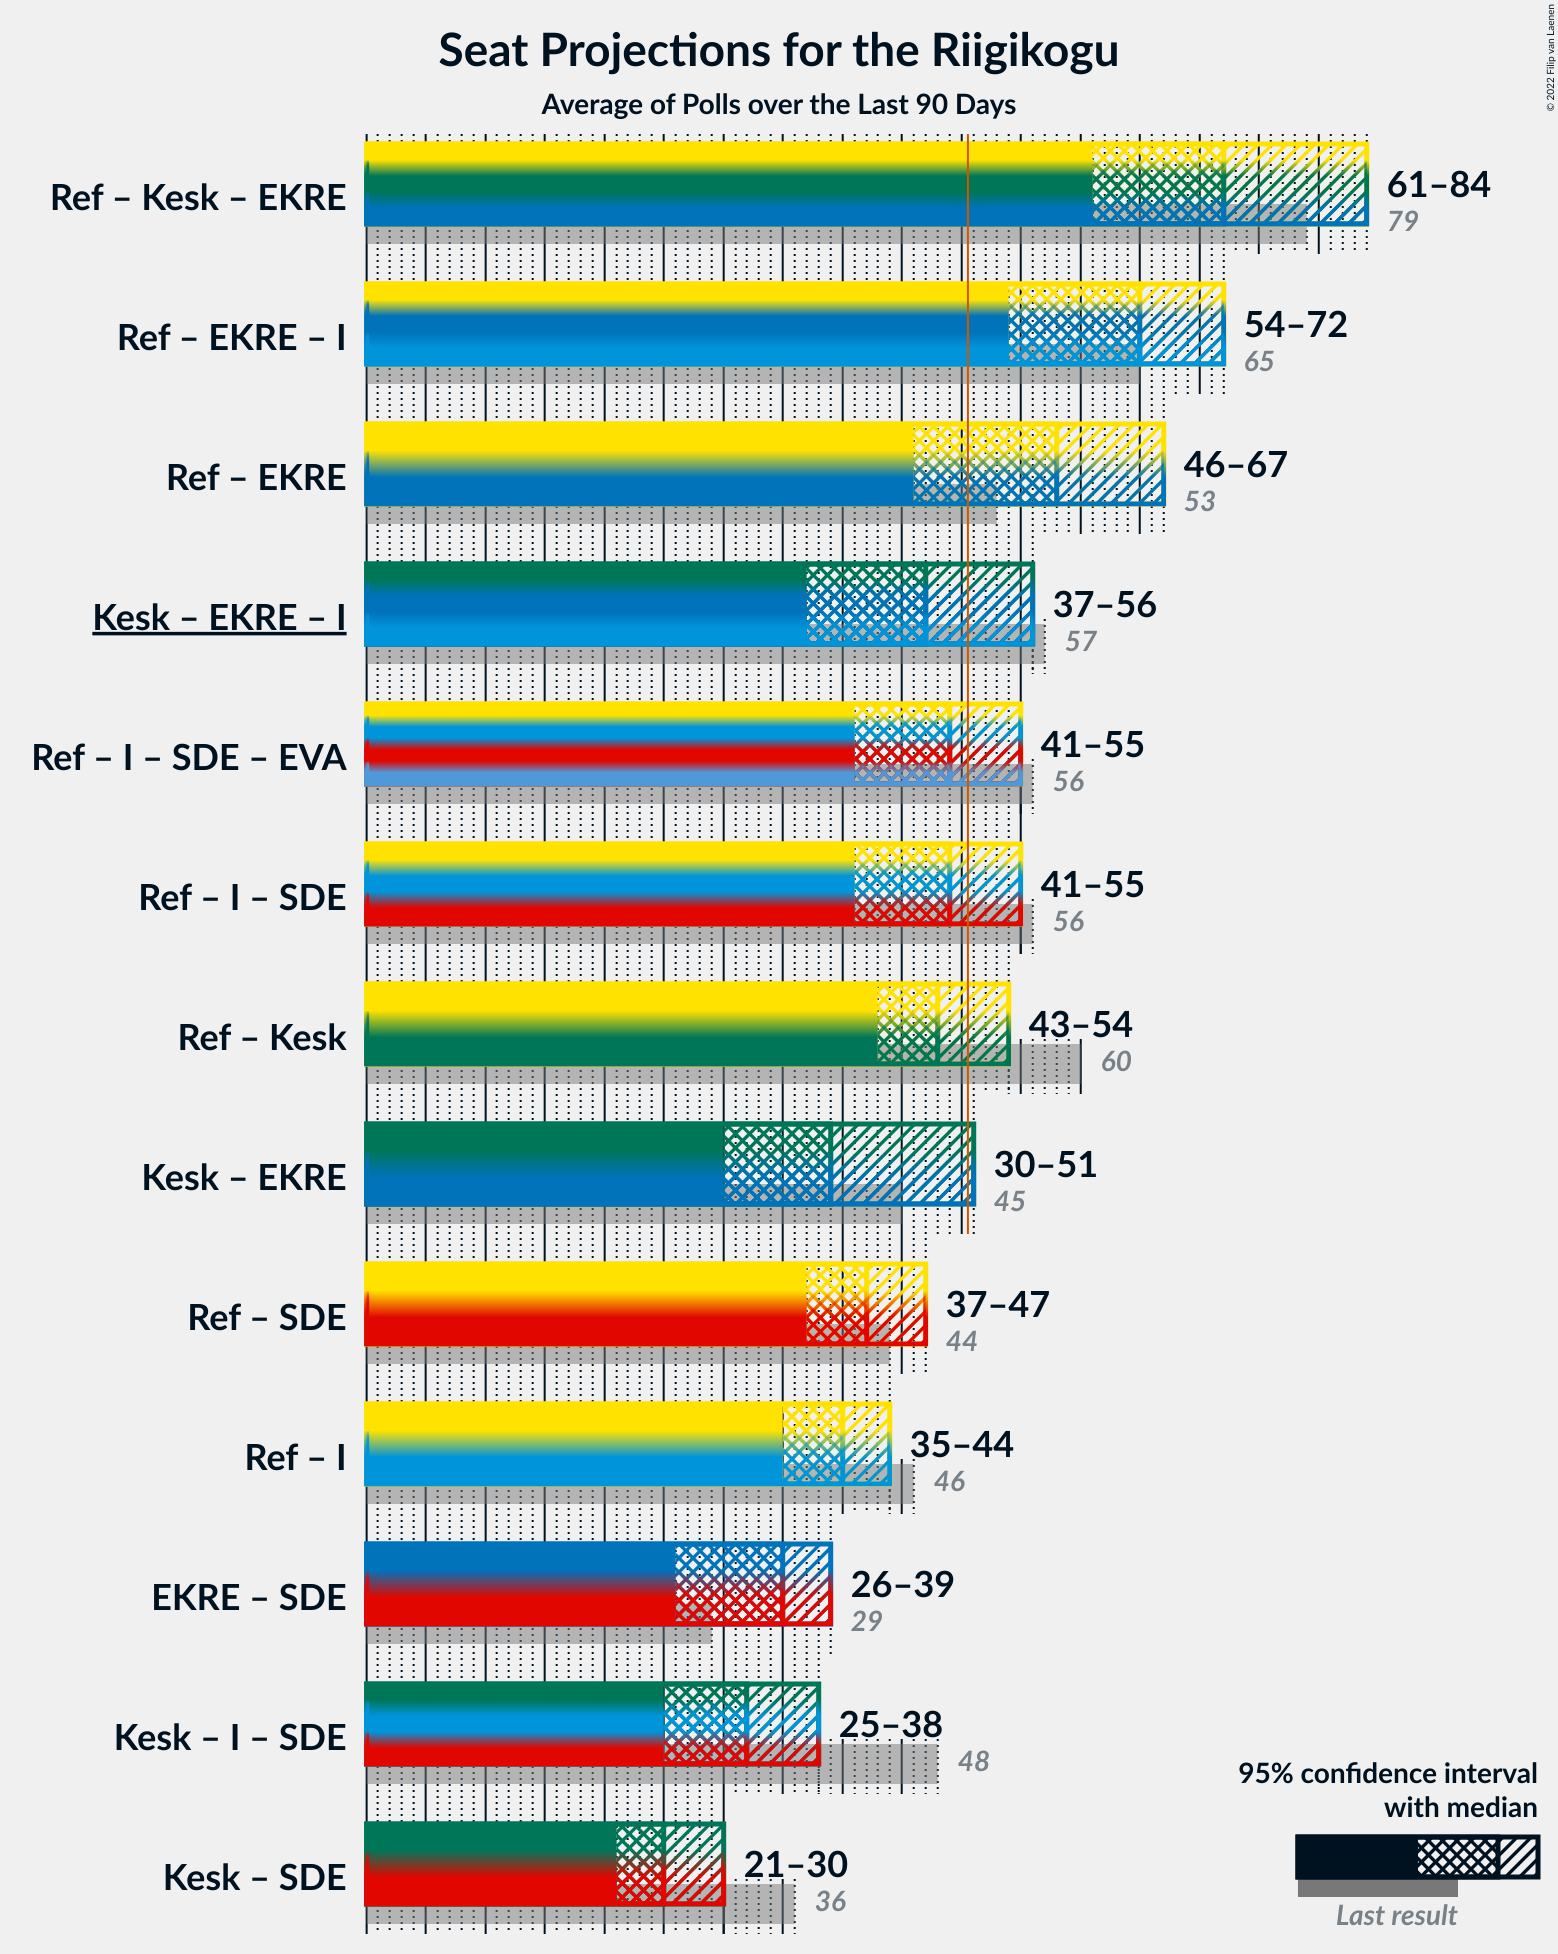 Seat Projections for the Riigikogu
Average of Polls over the Last 90 Days
© 2022 Filip van Laenen
Ref – Kesk – EKRE
61–84
79
Ref – EKRE – I
54–72
65
Ref – EKRE
46–67
53
Kesk – EKRE – I
37–56
57
Ref – I – SDE – EVA
41–55
56
Ref – I – SDE
41–55
56
Ref – Kesk
43–54
60
Kesk – EKRE
30–51
45
Ref – SDE
37–47
44
Ref – I
35–44
46
EKRE – SDE
26–39
29
Kesk – I – SDE
25–38
48
Kesk – SDE
21–30
36
95% confidence interval
with median
Last result